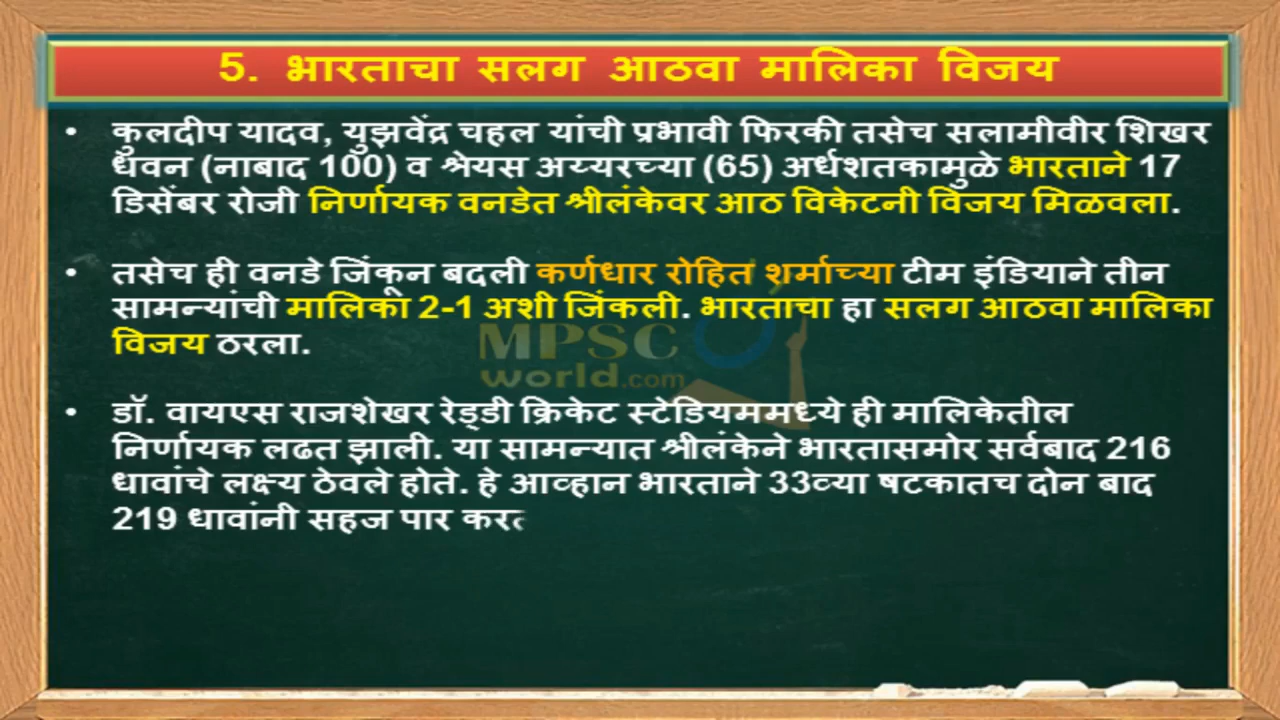 5. भारताचा सलग आठवा मालिका विजय
• कुलदीप यादव, युझवेंद्र चहल यांची प्रभावी फिरकी तसेच सलामीवीर शिखर
धवन (नाबाद 100) व श्रेयस अय्यरच्या (65) अर्धशतकामुळे भारताने 17
डिसेंबर रोजी निर्णायक वनडेत श्रीलंकेवर आठ विकेटनी विजय मिळवला.
• तसेच ही वनडे जिंकून बदली कर्णधार रोहित शर्माच्या टीम इंडियाने तीन
सामन्यांची मालिका 2-1 अशी जिंकली. भारताचा हा सलग आठवा मालिका
विजय ठरला.
MPSC
world.com
• डॉ. वायएस राजशेखर रेड्डी क्रिकेट स्टेडियममध्ये ही मालिकेतील
निर्णायक लढत झाली. या सामन्यात श्रीलंकेने भारतासमोर सर्वबाद 216
धावांचे लक्ष्य ठेवले होते. हे आव्हान भारताने 33व्या षटकातच दोन बाद
219 धावांनी सहज पार कर